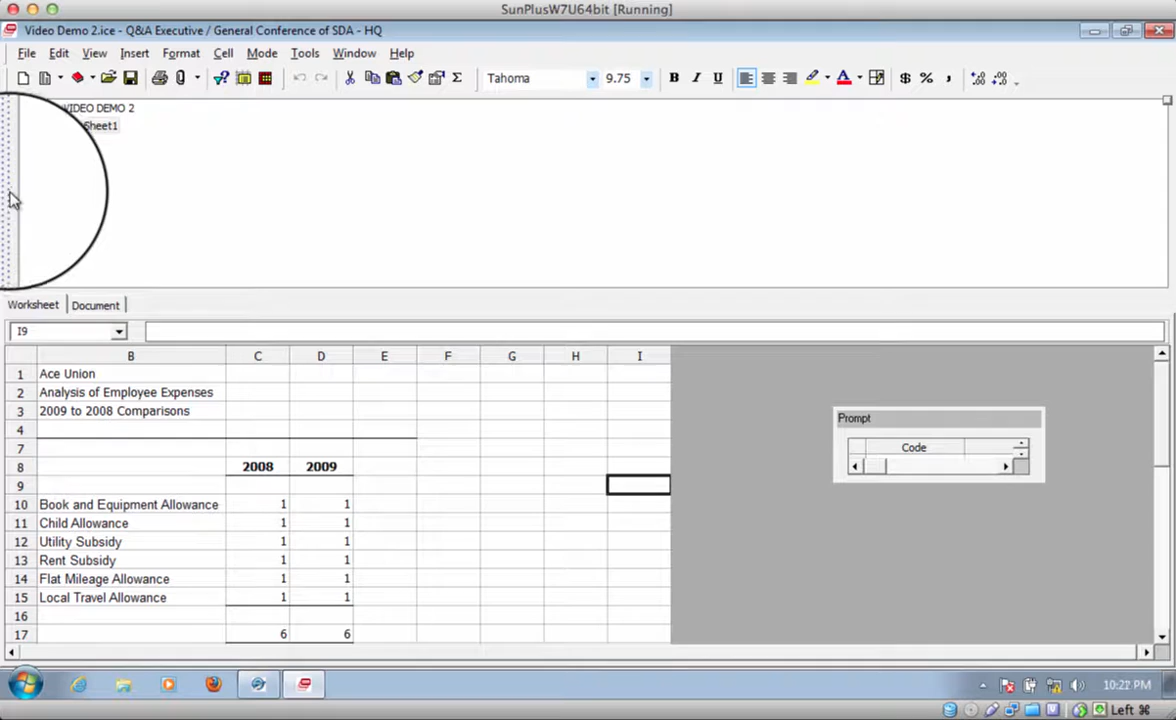 SunPlusW7U64bit [Running]
Video Demo 2.ice - Q&A Executive / General Conference of SDA - HQ
File Edit View Insert Format Cell Mode Tools Window Help
Tahoma 9.75 B I U A $ % ,
VIDEO DEMO 2
Sheet1
Worksheet Document
I9
B C D E F G H I
1 Ace Union
2 Analysis of Employee Expenses
3 2009 to 2008 Comparisons
4
7
8 2008 2009
9
10 Book and Equipment Allowance 1 1
11 Child Allowance 1 1
12 Utility Subsidy 1 1
13 Rent Subsidy 1 1
14 Flat Mileage Allowance 1 1
15 Local Travel Allowance 1 1
16
17 6 6
Prompt
Code
10:22 PM
Left ⌘